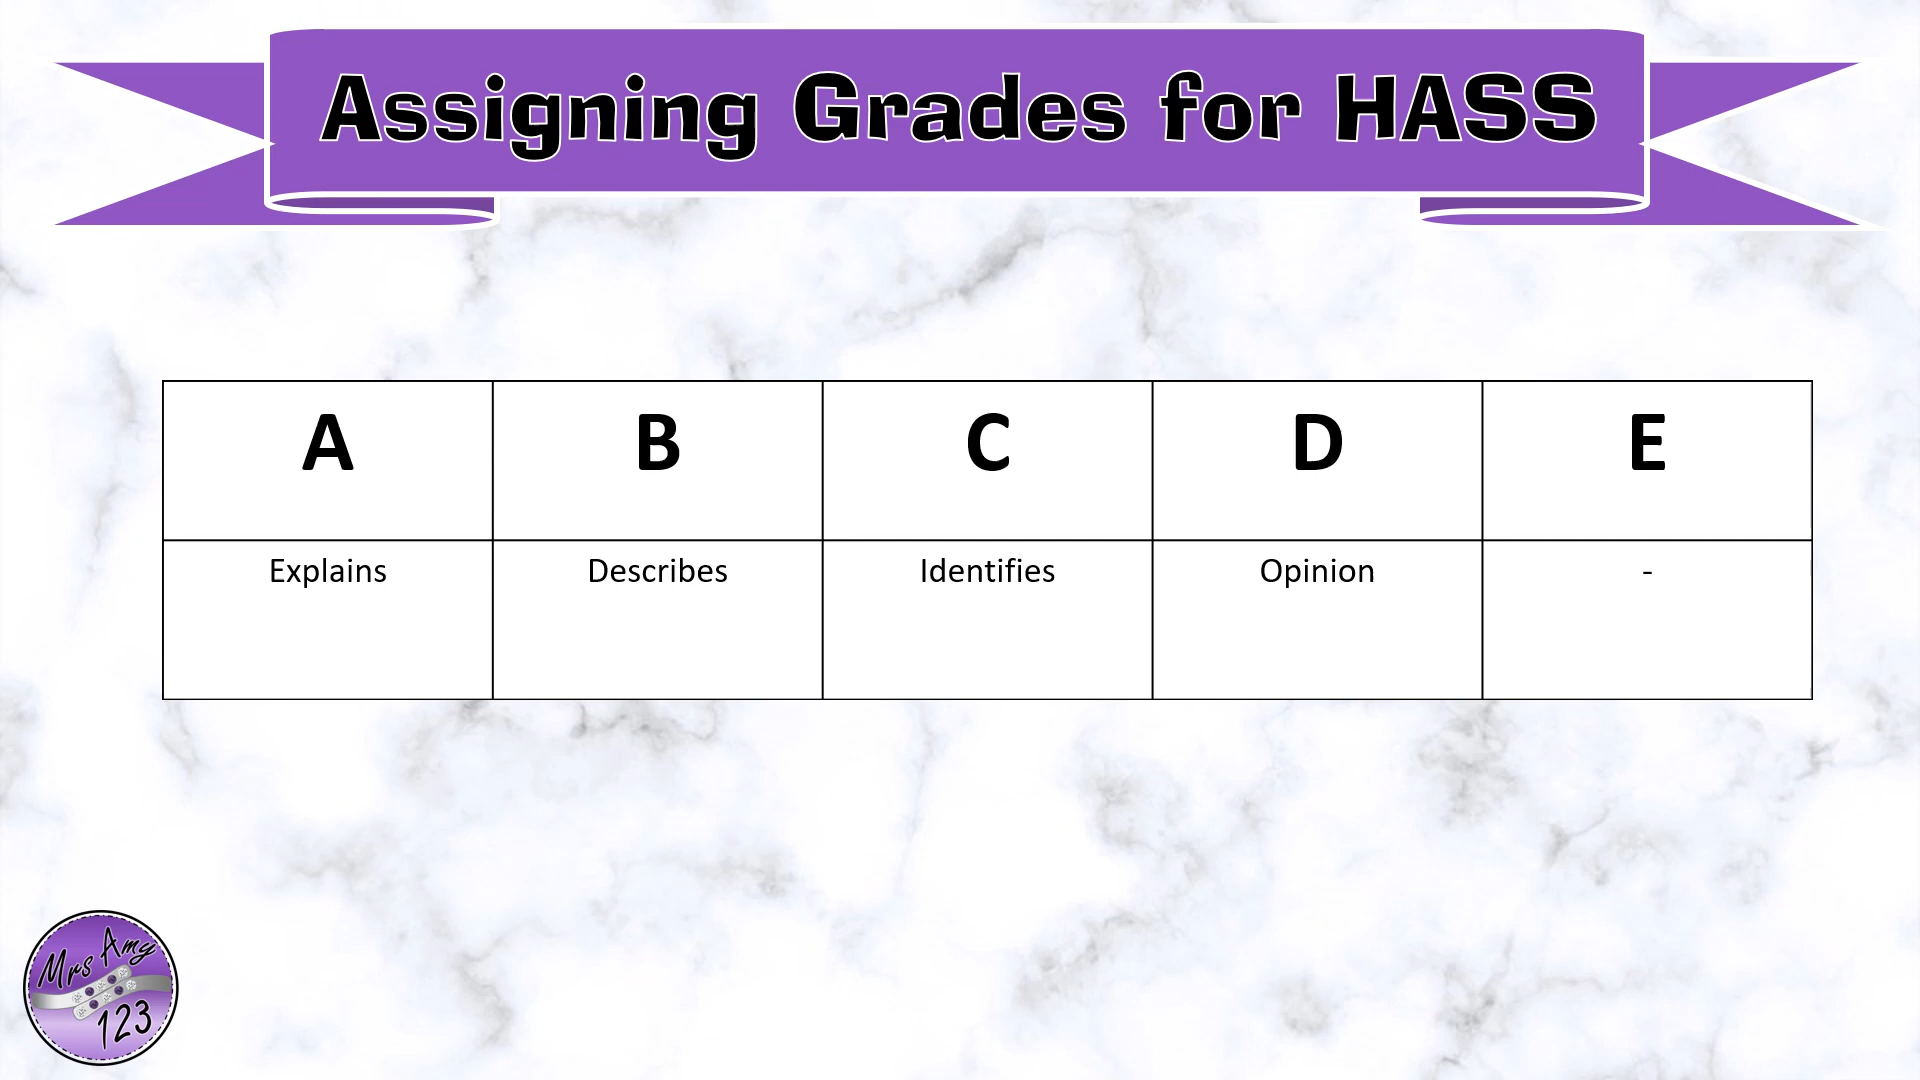 Assigning Grades for HASS
A B C D E
Explains Describes Identifies Opinion -
Mrs Amy
123